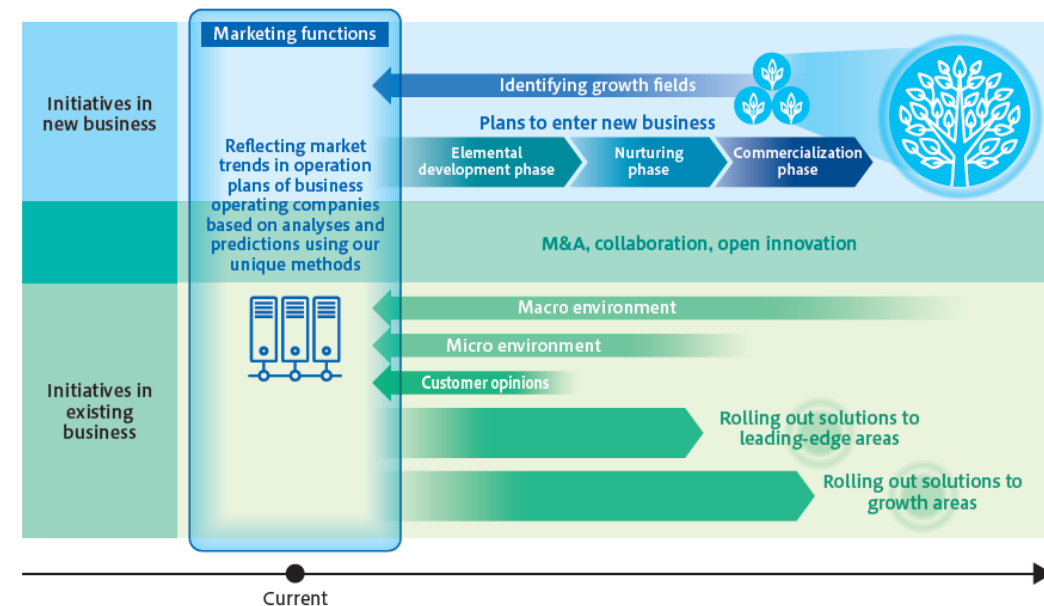 Marketing functions
Initiatives in
new business
Identifying growth fields
Plans to enter new business
Elemental
development phase
Nurturing
phase
Commercialization
phase
Reflecting market
trends in operation
plans of business
operating companies
based on analyses and
predictions using our
unique methods
M&A, collaboration, open innovation
Initiatives in
existing
business
Macro environment
Micro environment
Customer opinions
Rolling out solutions to
leading-edge areas
Rolling out solutions to
growth areas
Current